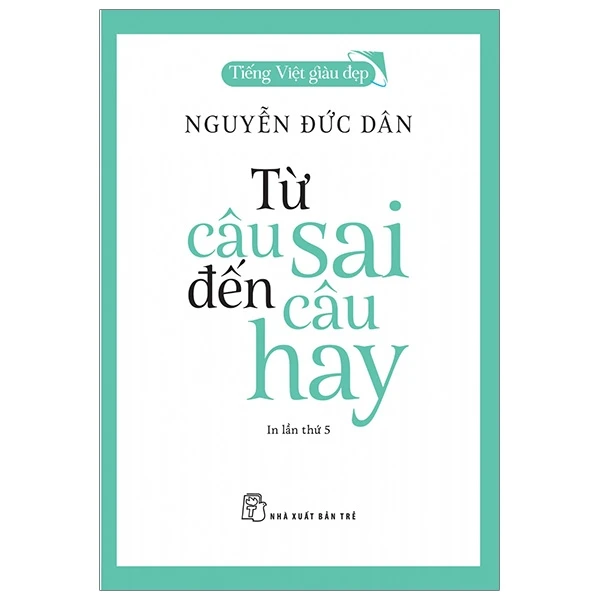 Tiếng Việt giàu đẹp
NGUYỄN ĐỨC DÂN
Từ
câu sai
đến
câu
hay
In lần thứ 5
NHÀ XUẤT BẢN TRẺ